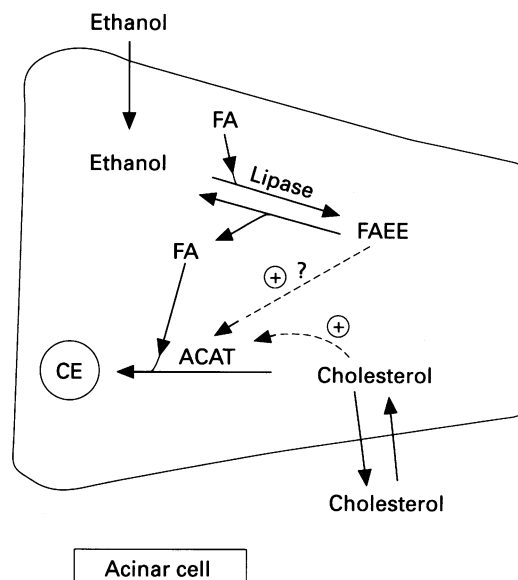 Ethanol
Ethanol
FA
Lipase
FAEE
FA
+ ?
+
ACAT
CE
Cholesterol
Cholesterol
Acinar cell